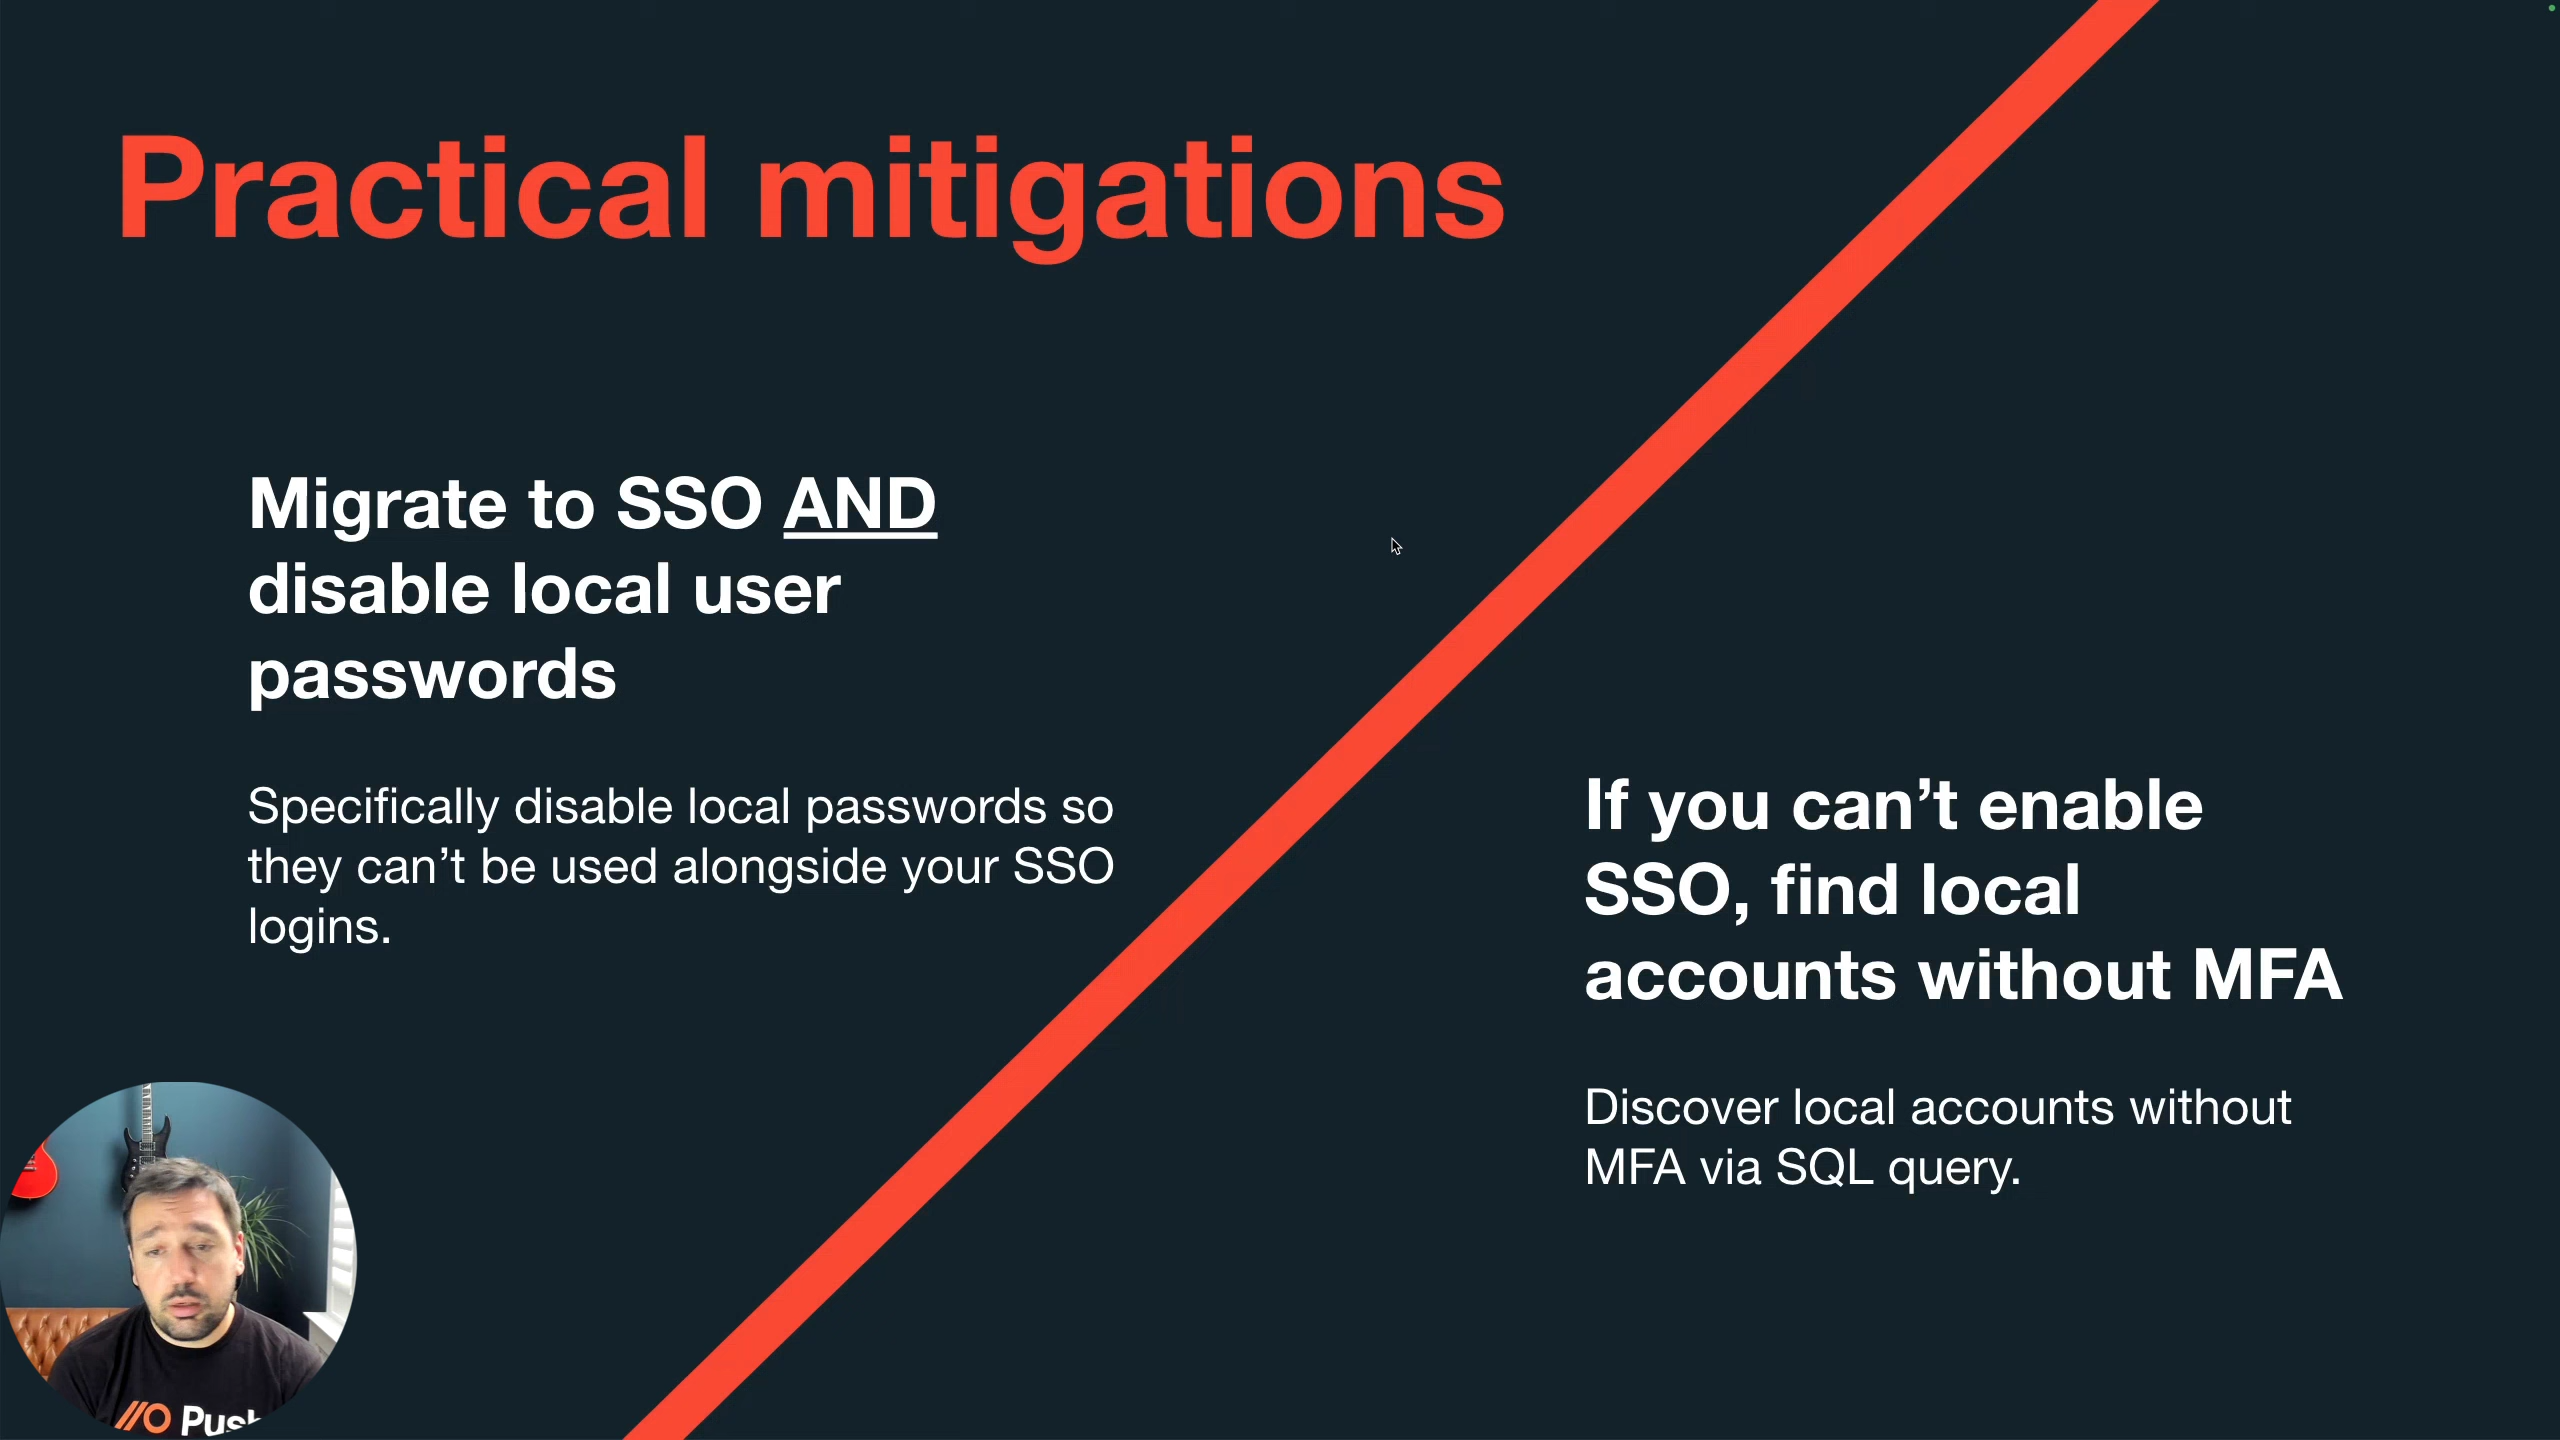 Practical mitigations
Migrate to SSO AND
disable local user
passwords
Specifically disable local passwords so
they can’t be used alongside your SSO
logins.
If you can’t enable
SSO, find local
accounts without MFA
Discover local accounts without
MFA via SQL query.
Push